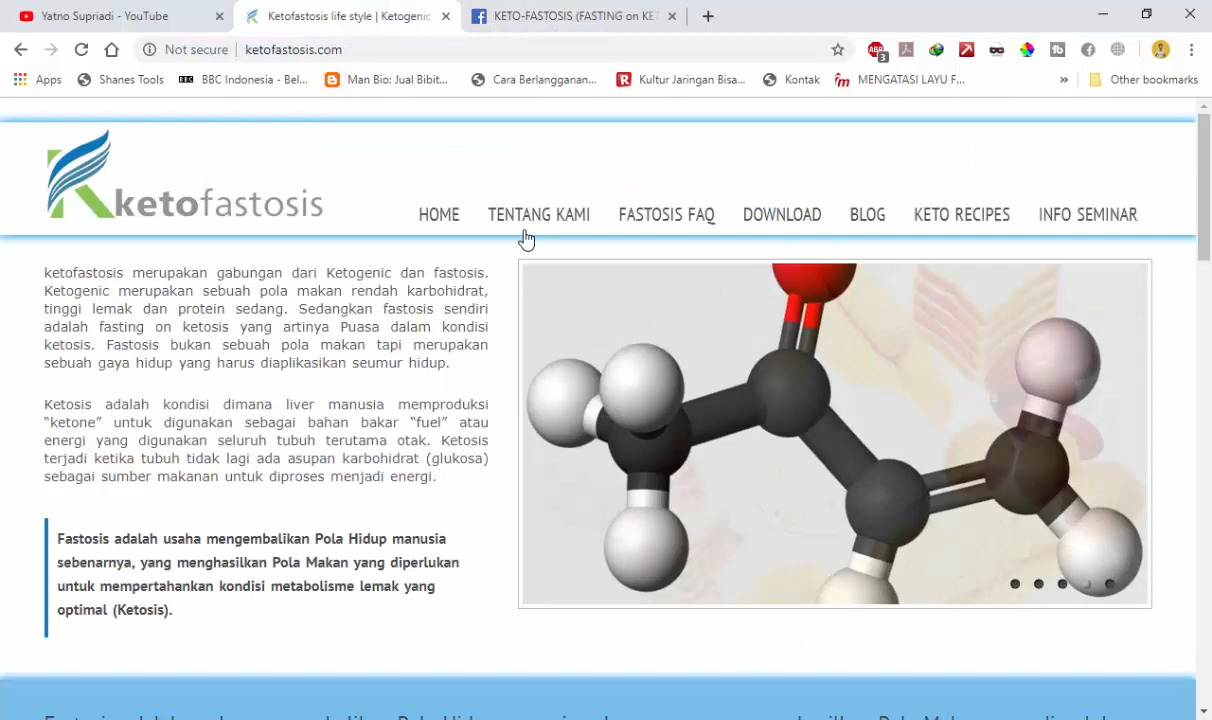 Yatno Supriadi - YouTube
Ketofastosis life style | Ketogenic
KETO-FASTOSIS (FASTING on KET
Not secure
ketofastosis.com
ABP
3
tb
Apps
Shanes Tools
BBC Indonesia - Bel...
Man Bio: Jual Bibit...
Cara Berlangganan...
Kultur Jaringan Esa...
Kontak
MENGATASI LAYU F...
»
Other bookmarks
ketofastosis
HOME
TENTANG KAMI
FASTOSIS FAQ
DOWNLOAD
BLOG
KETO RECIPES
INFO SEMINAR
ketofastosis merupakan gabungan dari Ketogenic dan fastosis.
Ketogenic merupakan sebuah pola makan rendah karbohidrat,
tinggi lemak dan protein sedang. Sedangkan fastosis sendiri
adalah fasting on ketosis yang artinya Puasa dalam kondisi
ketosis. Fastosis bukan sebuah pola makan tapi merupakan
sebuah gaya hidup yang harus diaplikasikan seumur hidup.
Ketosis adalah kondisi dimana liver manusia memproduksi
“ketone” untuk digunakan sebagai bahan bakar “fuel” atau
energi yang digunakan seluruh tubuh terutama otak. Ketosis
terjadi ketika tubuh tidak lagi ada asupan karbohidrat (glukosa)
sebagai sumber makanan untuk diproses menjadi energi.
Fastosis adalah usaha mengembalikan Pola Hidup manusia
sebenarnya, yang menghasilkan Pola Makan yang diperlukan
untuk mempertahankan kondisi metabolisme lemak yang
optimal (Ketosis).